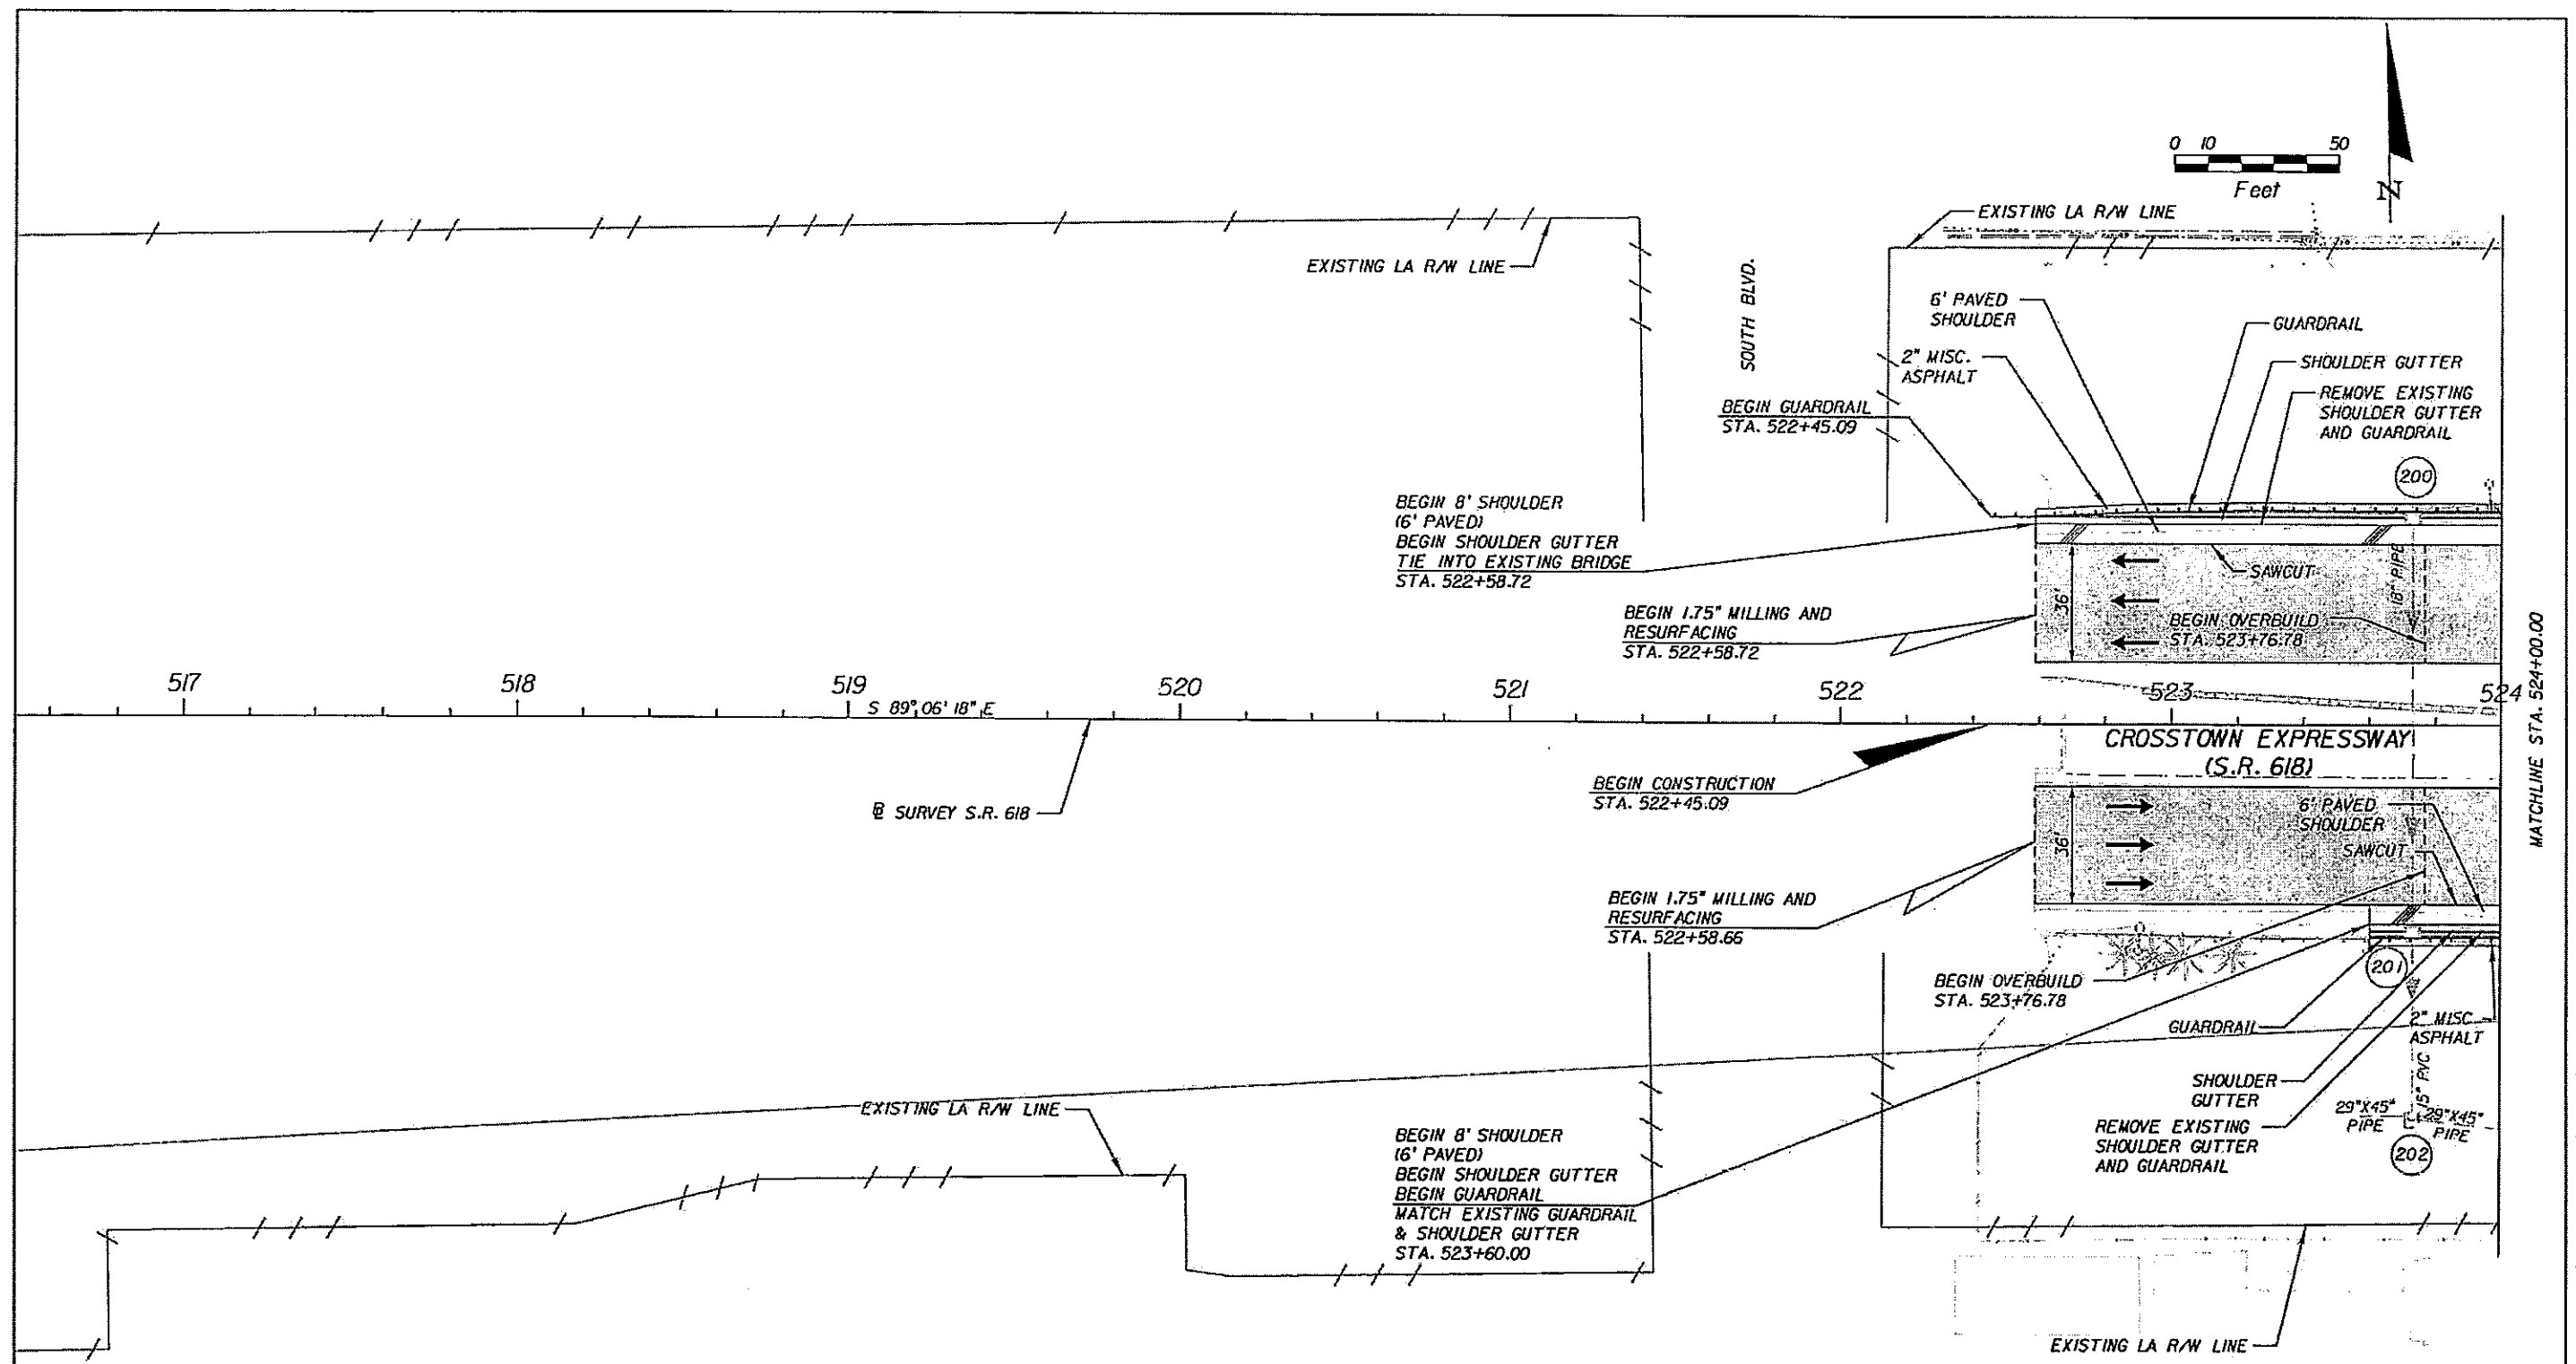 0 10 50
Feet
N
EXISTING LA R/W LINE
EXISTING LA R/W LINE
SOUTH BLVD.
6' PAVED
SHOULDER
GUARDRAIL
2" MISC.
ASPHALT
SHOULDER GUTTER
REMOVE EXISTING
SHOULDER GUTTER
AND GUARDRAIL
BEGIN GUARDRAIL
STA. 522+45.09
200
BEGIN 8' SHOULDER
(6' PAVED)
BEGIN SHOULDER GUTTER
TIE INTO EXISTING BRIDGE
STA. 522+58.72
SAWCUT
18" PIPE
36'
BEGIN 1.75" MILLING AND
RESURFACING
STA. 522+58.72
BEGIN OVERBUILD
STA. 523+76.78
MATCHLINE STA. 524+00.00
517 518 519 520 521 522 523 524
S 89° 06' 18" E
CROSSTOWN EXPRESSWAY
(S.R. 618)
BEGIN CONSTRUCTION
STA. 522+45.09
B SURVEY S.R. 618
36'
6' PAVED
SHOULDER
SAWCUT
BEGIN 1.75" MILLING AND
RESURFACING
STA. 522+58.66
201
BEGIN OVERBUILD
STA. 523+76.78
GUARDRAIL
2" MISC.
ASPHALT
15" PVC
SHOULDER
GUTTER
29"X45"
PIPE
29"X45"
PIPE
REMOVE EXISTING
SHOULDER GUTTER
AND GUARDRAIL
202
EXISTING LA R/W LINE
BEGIN 8' SHOULDER
(6' PAVED)
BEGIN SHOULDER GUTTER
BEGIN GUARDRAIL
MATCH EXISTING GUARDRAIL
& SHOULDER GUTTER
STA. 523+60.00
EXISTING LA R/W LINE